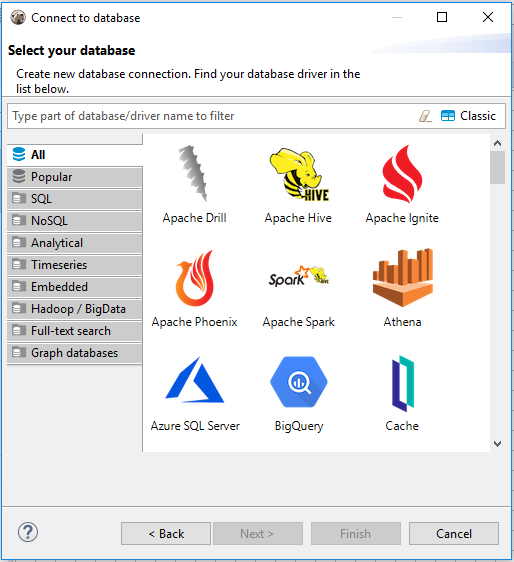 Connect to database
Select your database
Create new database connection. Find your database driver in the
list below.
Type part of database/driver name to filter
Classic
All
Popular
SQL
NoSQL
Analytical
Timeseries
Embedded
Hadoop / BigData
Full-text search
Graph databases
HIVE
Apache Drill
Apache Hive
Apache Ignite
Spark
HIVE
Apache Phoenix
Apache Spark
Athena
Azure SQL Server
BigQuery
Cache
?
< Back
Next >
Finish
Cancel